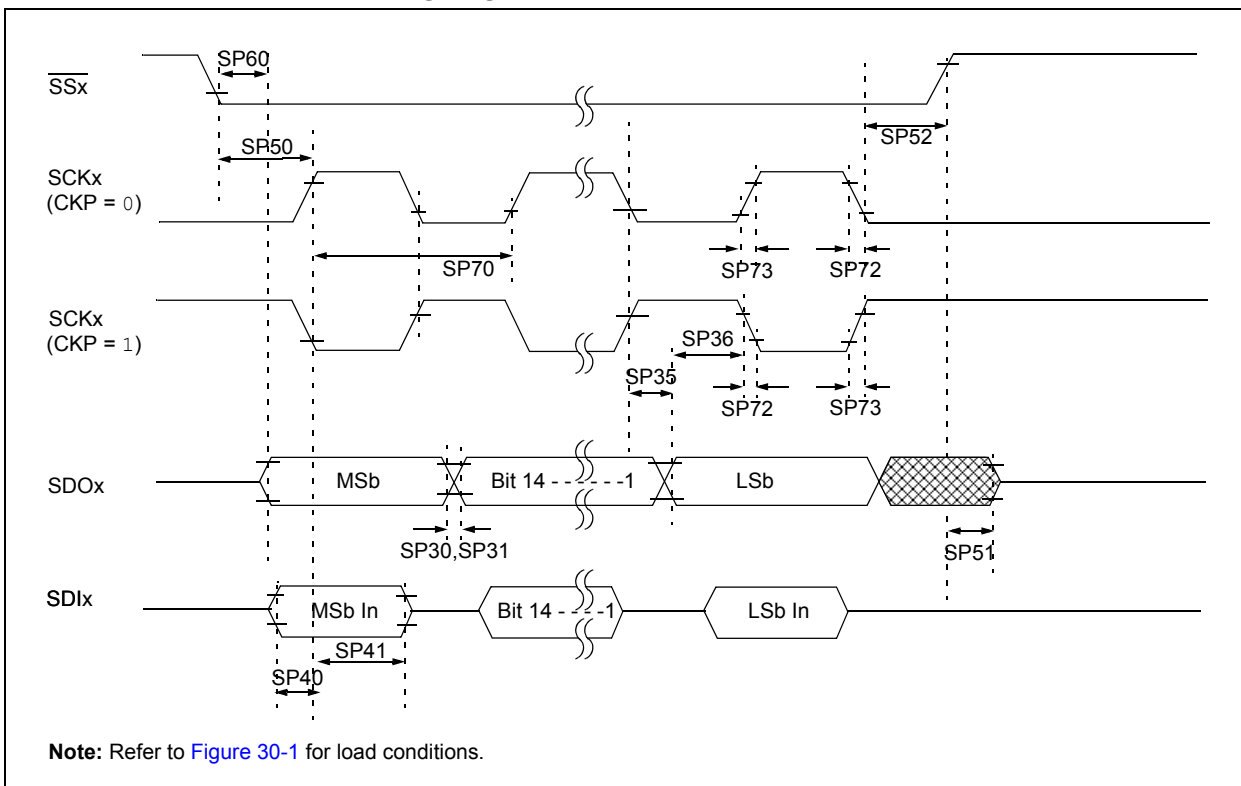 SP60
SSx
SP50
SP52
SCKx
(CKP = 0)
SP70
SP73
SP72
SCKx
(CKP = 1)
SP36
SP35
SP72
SP73
SDOx
MSb
Bit 14 - - - - - -1
LSb
SP30,SP31
SP51
SDIx
MSb In
Bit 14 - - - -1
LSb In
SP41
SP40
Note: Refer to Figure 30-1 for load conditions.